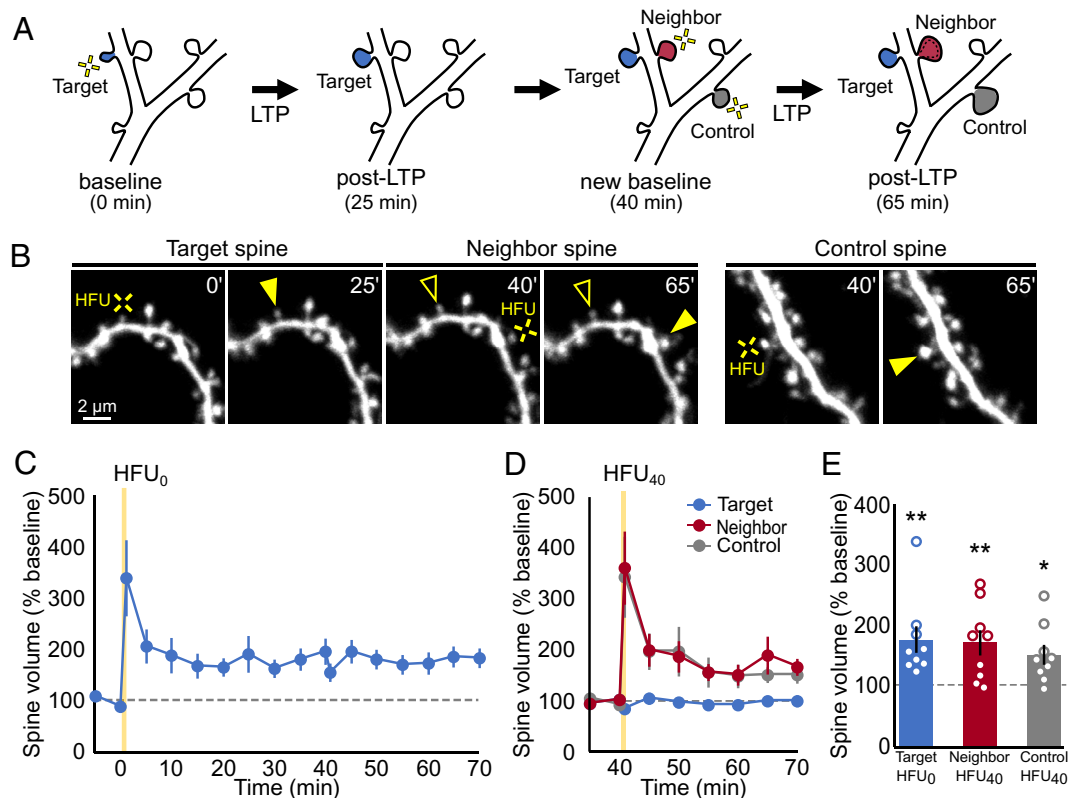 A
Target
baseline
(0 min)
LTP
Target
post-LTP
(25 min)
Neighbor
Target
Control
new baseline
(40 min)
LTP
Neighbor
Target
Control
post-LTP
(65 min)
B
Target spine
Neighbor spine
Control spine
HFU
0'
2 µm
25'
40'
HFU
65'
40'
HFU
65'
C
HFU0
Spine volume (% baseline)
500
400
300
200
100
0
0 10 20 30 40 50 60 70
Time (min)
D
HFU40
Target
Neighbor
Control
Spine volume (% baseline)
500
400
300
200
100
0
40 50 60 70
Time (min)
E
Spine volume (% baseline)
400
300
200
100
0
** ** *
Target Neighbor Control
HFU0 HFU40 HFU40